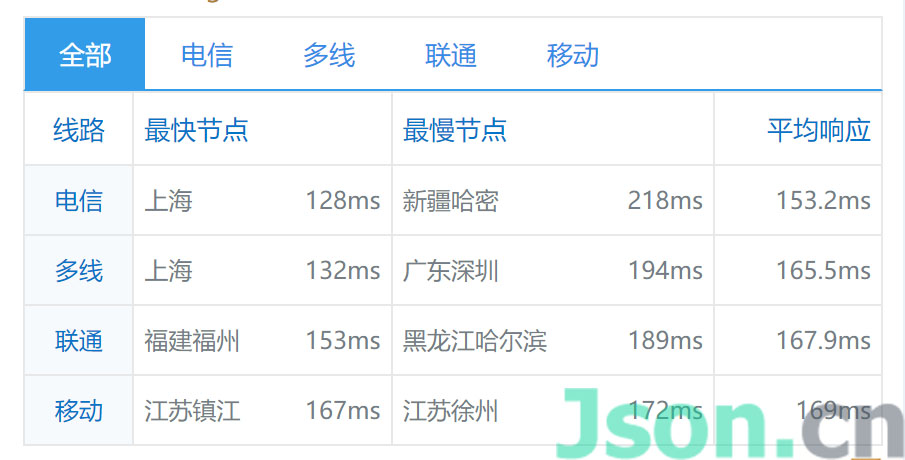 全部 电信 多线 联通 移动
线路 最快节点 最慢节点 平均响应
电信 上海 128ms 新疆哈密 218ms 153.2ms
多线 上海 132ms 广东深圳 194ms 165.5ms
联通 福建福州 153ms 黑龙江哈尔滨 189ms 167.9ms
移动 江苏镇江 167ms 江苏徐州 172ms 169ms
Json.cn